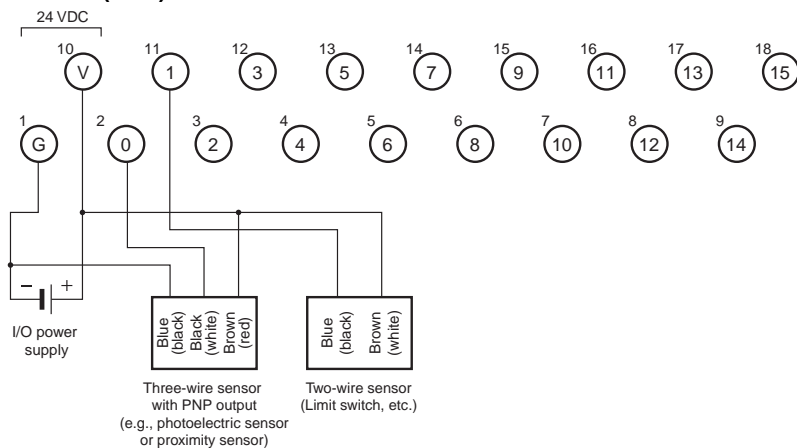 24 VDC
10 11 12 13 14 15 16 17 18
V 1 3 5 7 9 11 13 15
1 2 3 4 5 6 7 8 9
G 0 2 4 6 8 10 12 14
− +
I/O power
supply
Blue
(black)
Black
(white)
Brown
(red)
Blue
(black)
Brown
(white)
Three-wire sensor
with PNP output
(e.g., photoelectric sensor
or proximity sensor)
Two-wire sensor
(Limit switch, etc.)